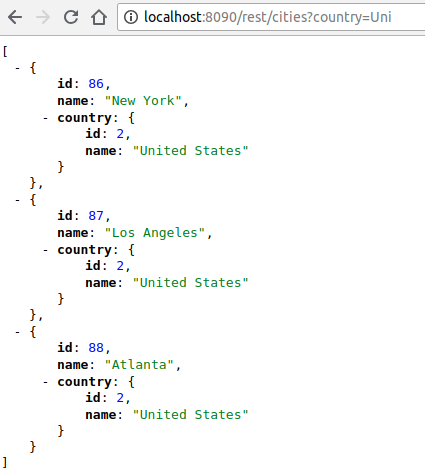 localhost:8090/rest/cities?country=Uni
[
- {
id: 86,
name: "New York",
- country: {
id: 2,
name: "United States"
}
},
- {
id: 87,
name: "Los Angeles",
- country: {
id: 2,
name: "United States"
}
},
- {
id: 88,
name: "Atlanta",
- country: {
id: 2,
name: "United States"
}
}
]